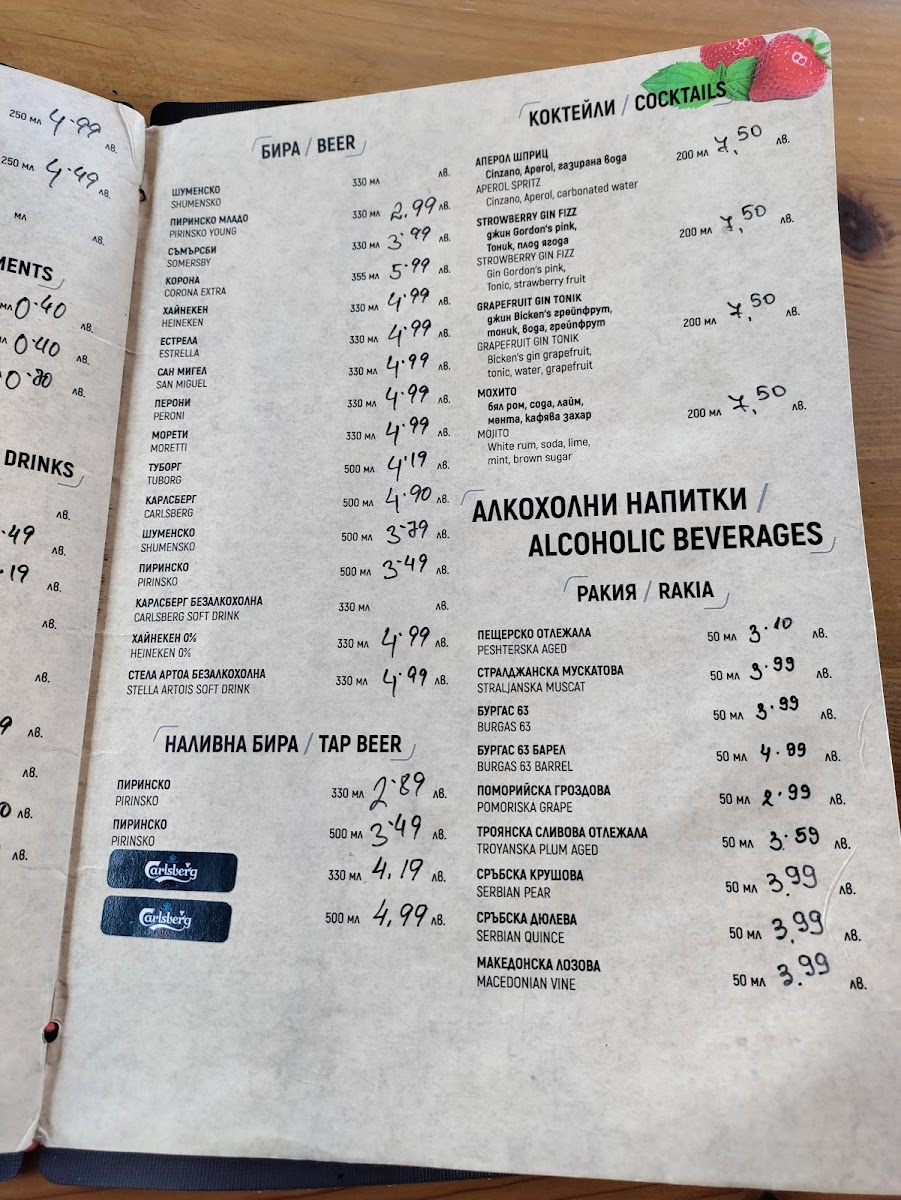 250 мл 4.99 лв.
250 мл 4.49 лв.
мл лв.
MENTS
0.40 лв.
0.40 лв.
0.80 лв.
DRINKS
лв.
.49 лв.
.19 лв.
лв.
лв.
9 лв.
лв.
0 лв.
лв.
БИРА / BEER
ШУМЕНСКО 330 мл лв.
SHUMENSKO
ПИРИНСКО МЛАДО 330 мл 2.99 лв.
PIRINSKO YOUNG
СЪМЪРСБИ 330 мл 3.99 лв.
SOMERSBY
КОРОНА 355 мл 5.99 лв.
CORONA EXTRA
ХАЙНЕКЕН 330 мл 4.99 лв.
HEINEKEN
ЕСТРЕЛА 330 мл 4.99 лв.
ESTRELLA
САН МИГЕЛ 330 мл 4.99 лв.
SAN MIGUEL
ПЕРОНИ 330 мл 4.99 лв.
PERONI
МОРЕТИ 330 мл 4.99 лв.
MORETTI
ТУБОРГ 500 мл 4.19 лв.
TUBORG
КАРЛСБЕРГ 500 мл 4.90 лв.
CARLSBERG
ШУМЕНСКО 500 мл 3.79 лв.
SHUMENSKO
ПИРИНСКО 500 мл 3.49 лв.
PIRINSKO
КАРЛСБЕРГ БЕЗАЛКОХОЛНА 330 мл лв.
CARLSBERG SOFT DRINK
ХАЙНЕКЕН 0% 330 мл 4.99 лв.
HEINEKEN 0%
СТЕЛА АРТОА БЕЗАЛКОХОЛНА 330 мл 4.99 лв.
STELLA ARTOIS SOFT DRINK
НАЛИВНА БИРА / TAP BEER
ПИРИНСКО 330 мл 2.89 лв.
PIRINSKO
ПИРИНСКО 500 мл 3.49 лв.
PIRINSKO
Carlsberg 330 мл 4.19 лв.
Carlsberg 500 мл 4.99 лв.
КОКТЕЙЛИ / COCKTAILS
АПЕРОЛ ШПРИЦ 200 мл 7,50 лв.
Cinzano, Aperol, газирана вода
APEROL SPRITZ
Cinzano, Aperol, carbonated water
STROWBERRY GIN FIZZ 200 мл 7,50 лв.
джин Gordon's pink,
Тоник, плод ягода
STROWBERRY GIN FIZZ
Gin Gordon's pink,
Tonic, strawberry fruit
GRAPEFRUIT GIN TONIK 200 мл 7,50 лв.
джин Bicken's грейпфрут,
тоник, вода, грейпфрут
GRAPEFRUIT GIN TONIK
Bicken's gin grapefruit,
tonic, water, grapefruit
МОХИТО 200 мл 7,50 лв.
бял ром, сода, лайм,
мента, кафява захар
MOJITO
White rum, soda, lime,
mint, brown sugar
АЛКОХОЛНИ НАПИТКИ /
ALCOHOLIC BEVERAGES
РАКИЯ / RAKIA
ПЕЩЕРСКО ОТЛЕЖАЛА 50 мл 3.10 лв.
PESHTERSKA AGED
СТРАЛДЖАНСКА МУСКАТОВА 50 мл 3.99 лв.
STRALJANSKA MUSCAT
БУРГАС 63 50 мл 3.99 лв.
BURGAS 63
БУРГАС 63 БАРЕЛ 50 мл 4.99 лв.
BURGAS 63 BARREL
ПОМОРИЙСКА ГРОЗДОВА 50 мл 2.99 лв.
POMORISKA GRAPE
ТРОЯНСКА СЛИВОВА ОТЛЕЖАЛА 50 мл 3.59 лв.
TROYANSKA PLUM AGED
СРЪБСКА КРУШОВА 50 мл 3.99 лв.
SERBIAN PEAR
СРЪБСКА ДЮЛЕВА 50 мл 3.99 лв.
SERBIAN QUINCE
МАКЕДОНСКА ЛОЗОВА 50 мл 3.99 лв.
MACEDONIAN VINE